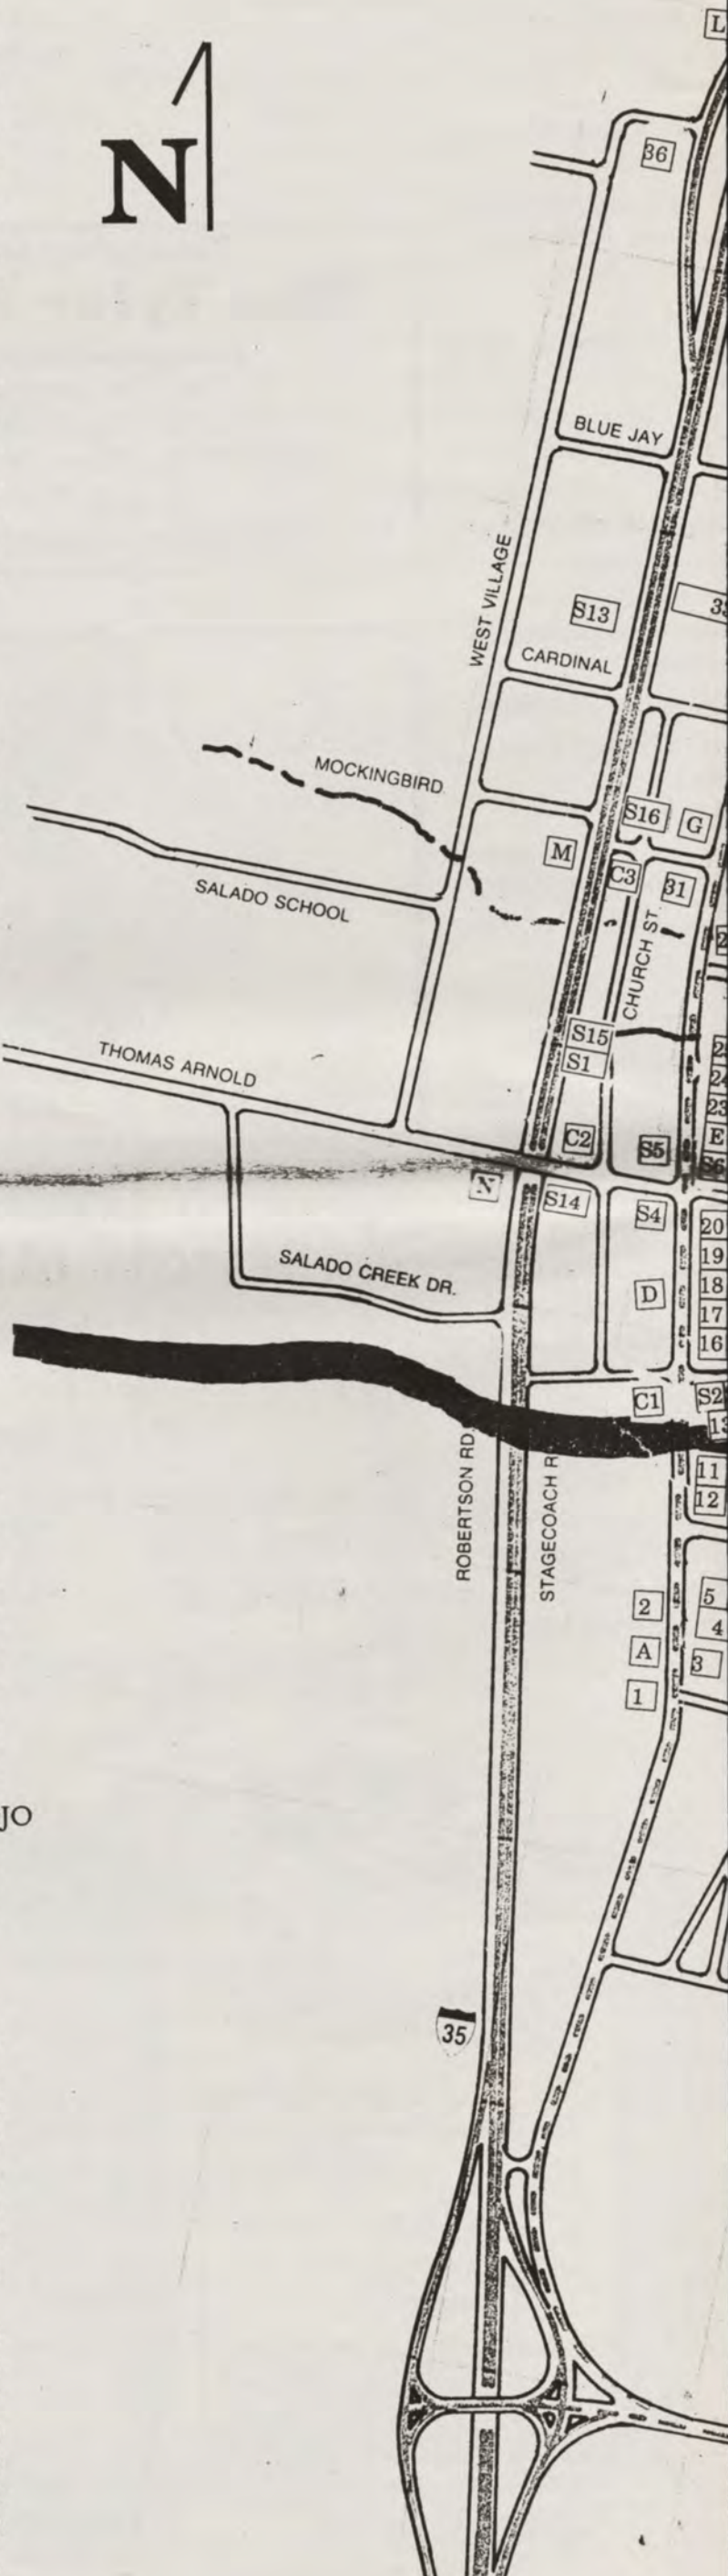 L
N
36
BLUE JAY
WEST VILLAGE
S13
CARDINAL
MOCKINGBIRD
S16
G
M
C3
31
SALADO SCHOOL
CHURCH ST.
S15
S1
THOMAS ARNOLD
23
E
C2
S5
S6
N
S14
S4
20
19
SALADO CREEK DR.
18
D
17
16
C1
S2
13
11
12
ROBERTSON RD
STAGECOACH R
2
5
4
A
3
1
JO
35